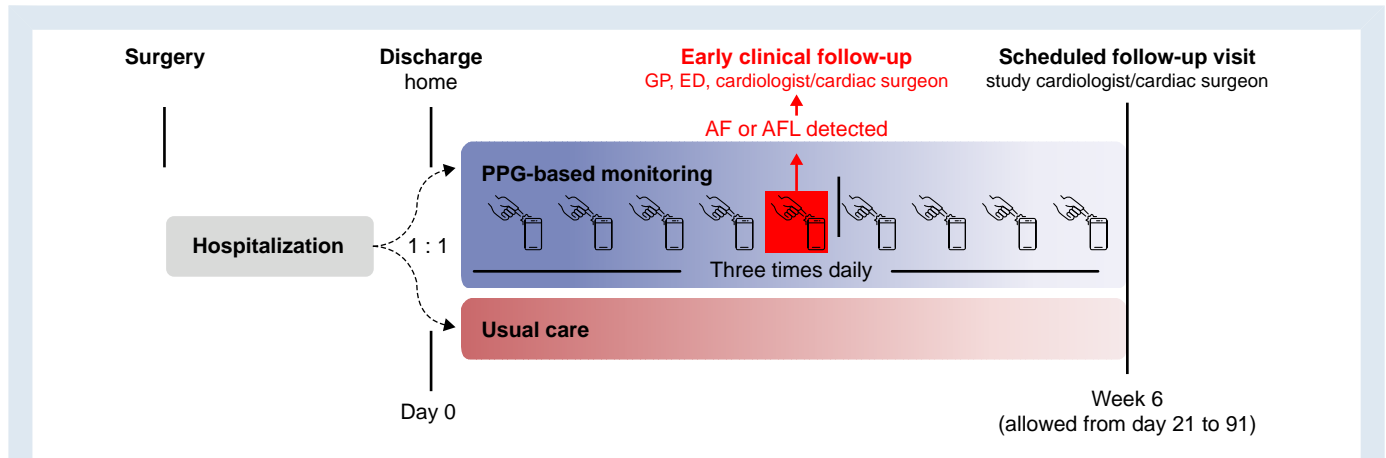 Surgery
Discharge
home
Early clinical follow-up
GP, ED, cardiologist/cardiac surgeon
Scheduled follow-up visit
study cardiologist/cardiac surgeon
AF or AFL detected
PPG-based monitoring
Hospitalization
1 : 1
Three times daily
Usual care
Day 0
Week 6
(allowed from day 21 to 91)